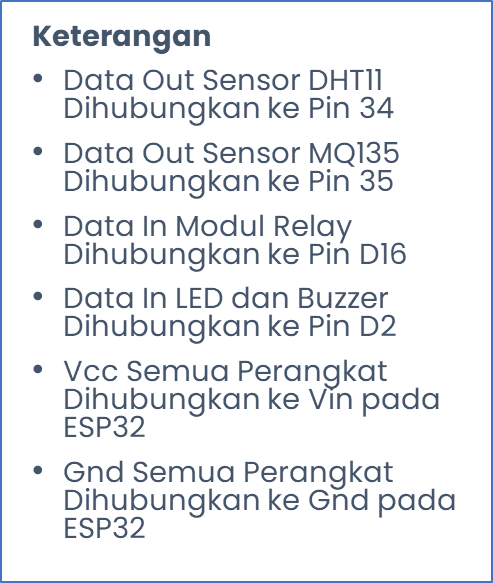 Keterangan
• Data Out Sensor DHT11
Dihubungkan ke Pin 34
• Data Out Sensor MQ135
Dihubungkan ke Pin 35
• Data In Modul Relay
Dihubungkan ke Pin D16
• Data In LED dan Buzzer
Dihubungkan ke Pin D2
• Vcc Semua Perangkat
Dihubungkan ke Vin pada
ESP32
• Gnd Semua Perangkat
Dihubungkan ke Gnd pada
ESP32